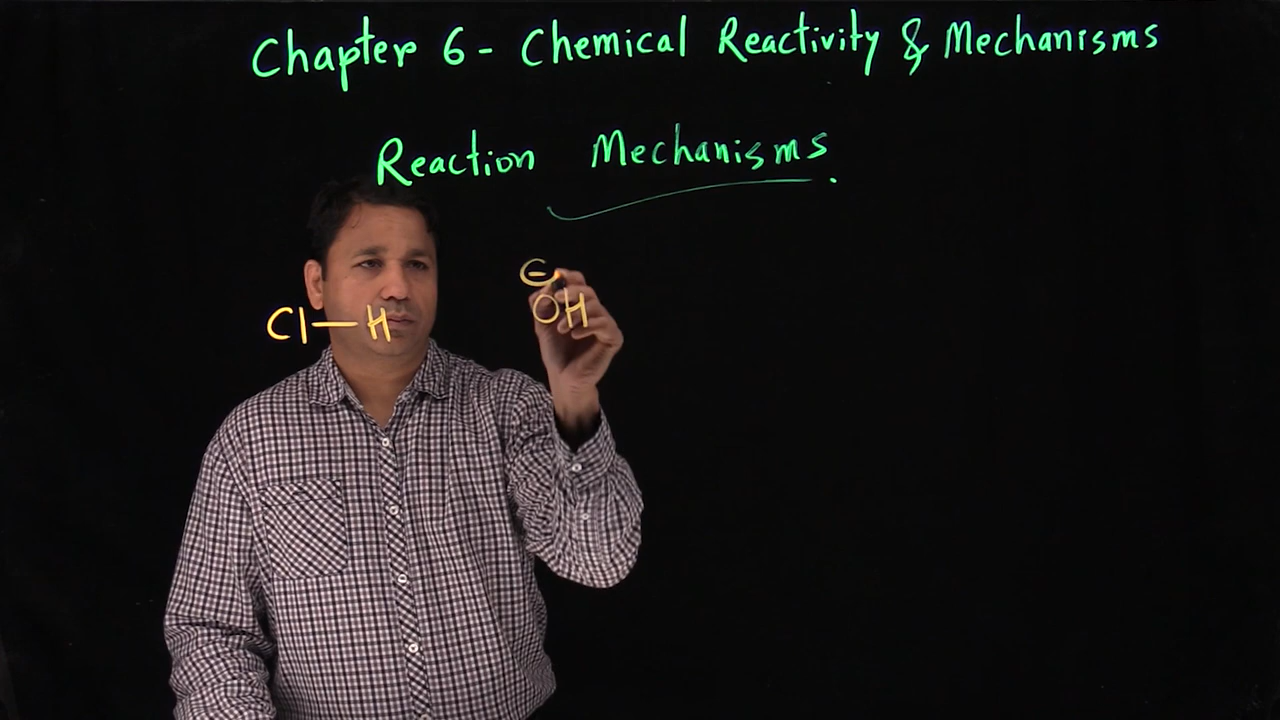 Chapter 6 - Chemical Reactivity & Mechanisms
Reaction Mechanisms
⊖
Cl—H OH